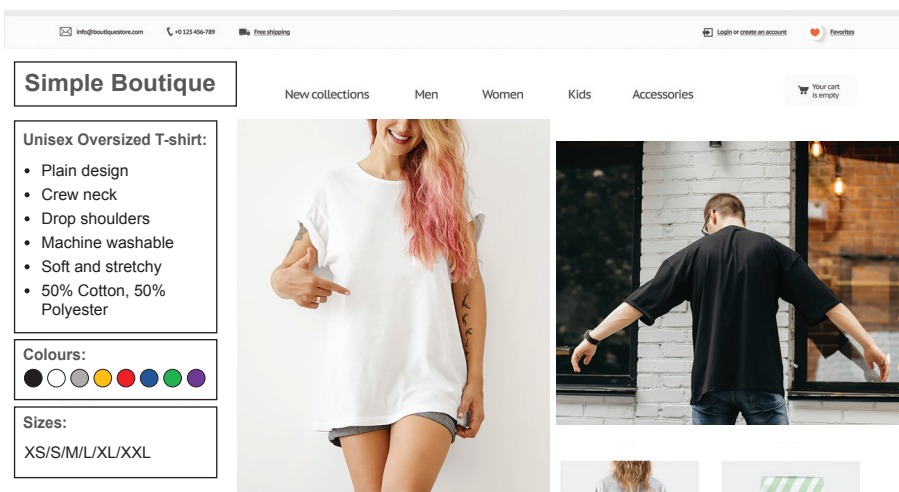 info@boutiquestore.com
+0 123 456-789
Free shipping
Login or create an account
Favorites
Simple Boutique
New collections
Men
Women
Kids
Accessories
Your cart
is empty
Unisex Oversized T-shirt:
• Plain design
• Crew neck
• Drop shoulders
• Machine washable
• Soft and stretchy
• 50% Cotton, 50%
Polyester
Colours:
Sizes:
XS/S/M/L/XL/XXL